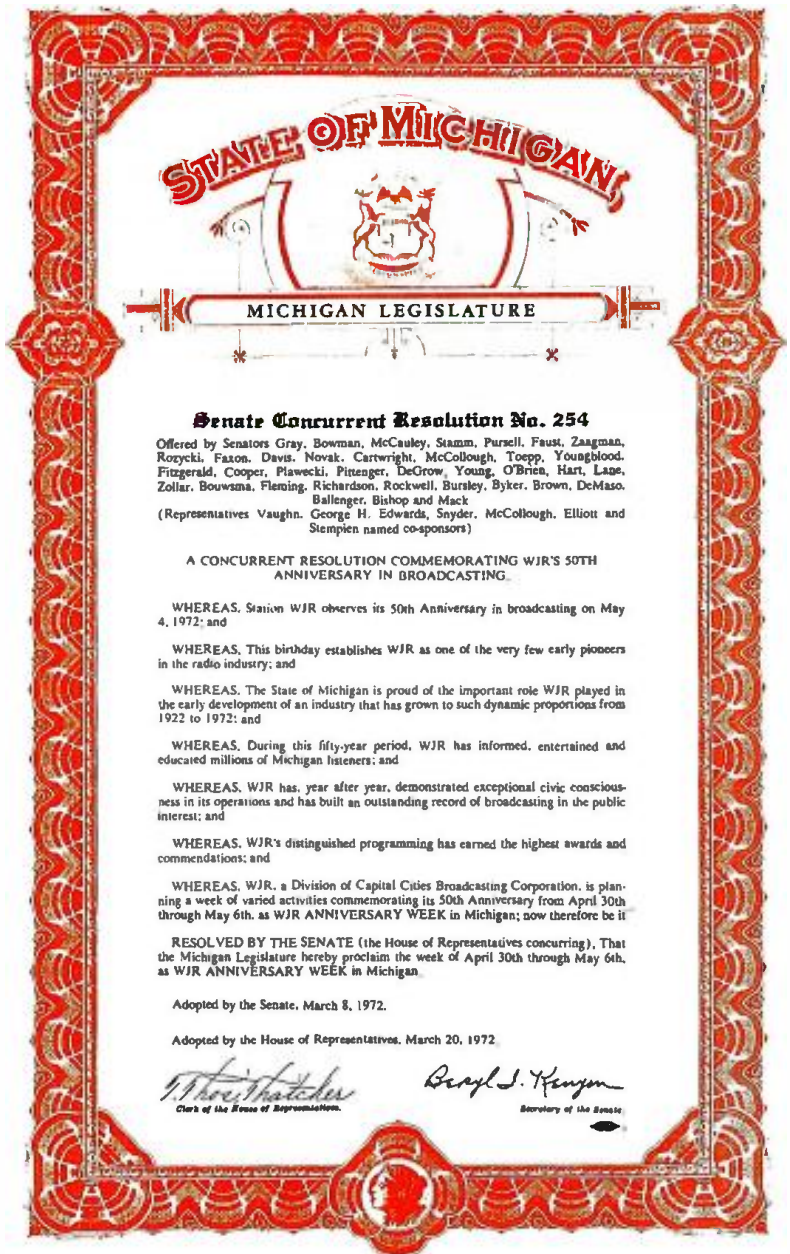 STATE OF MICHIGAN
MICHIGAN LEGISLATURE
Senate Concurrent Resolution No. 254
Offered by Senators Gray, Bowman, McCauley, Stamm, Pursell, Faust, Zaagman,
Rozycki, Faxon, Davis, Novak, Cartwright, McCollough, Toepp, Youngblood,
Fitzgerald, Cooper, Plawecki, Pittenger, DeGrow, Young, O'Brien, Hart, Lane,
Zollar, Bouwsma, Fleming, Richardson, Rockwell, Bursley, Byker, Brown, DeMaso,
Ballenger, Bishop and Mack
(Representatives Vaughn, George H. Edwards, Snyder, McCollough, Elliott and
Stempien named co-sponsors)
A CONCURRENT RESOLUTION COMMEMORATING WJR'S 50TH
ANNIVERSARY IN BROADCASTING
WHEREAS, Station WJR observes its 50th Anniversary in broadcasting on May
4, 1972; and
WHEREAS, This birthday establishes WJR as one of the very few early pioneers
in the radio industry; and
WHEREAS, The State of Michigan is proud of the important role WJR played in
the early development of an industry that has grown to such dynamic proportions from
1922 to 1972; and
WHEREAS, During this fifty-year period, WJR has informed, entertained and
educated millions of Michigan listeners; and
WHEREAS, WJR has, year after year, demonstrated exceptional civic conscious-
ness in its operations and has built an outstanding record of broadcasting in the public
interest; and
WHEREAS, WJR's distinguished programming has earned the highest awards and
commendations; and
WHEREAS, WJR, a Division of Capital Cities Broadcasting Corporation, is plan-
ning a week of varied activities commemorating its 50th Anniversary from April 30th
through May 6th, as WJR ANNIVERSARY WEEK in Michigan; now therefore be it
RESOLVED BY THE SENATE (the House of Representatives concurring), That
the Michigan Legislature hereby proclaim the week of April 30th through May 6th,
as WJR ANNIVERSARY WEEK in Michigan
Adopted by the Senate, March 8, 1972.
Adopted by the House of Representatives, March 20, 1972
T. Thos. Thatcher
Beryl I. Kenyon
Clerk of the House of Representatives.
Secretary of the Senate